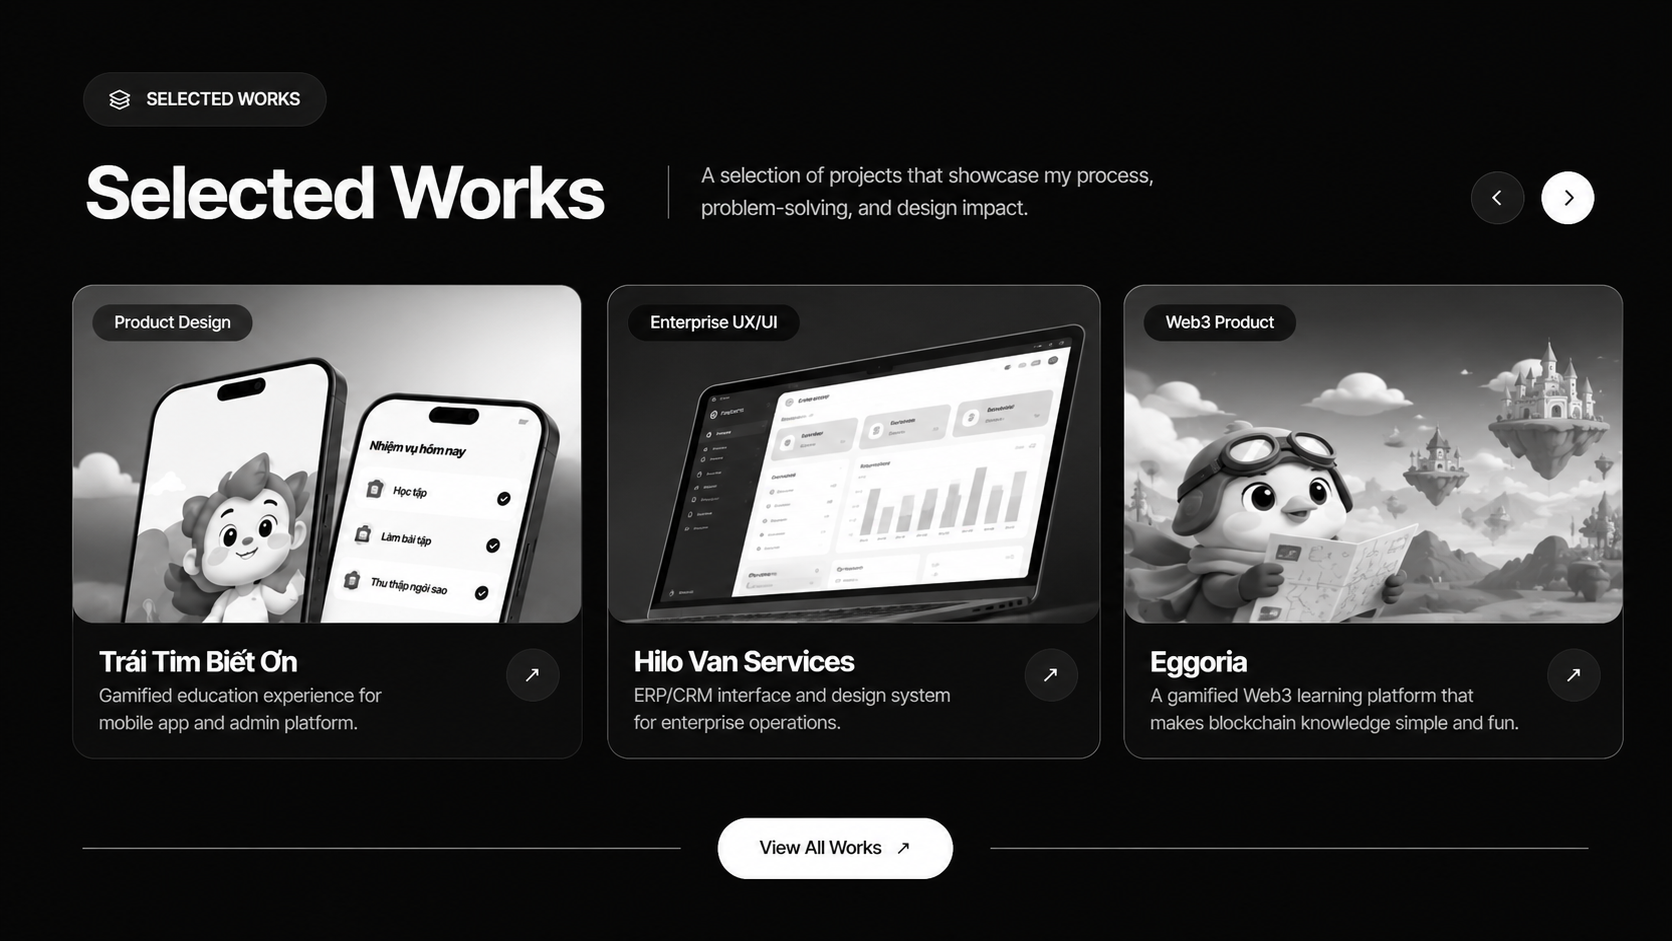 SELECTED WORKS
Selected Works
A selection of projects that showcase my process,
problem-solving, and design impact.
Product Design
Nhiệm vụ hôm nay
Học tập
Làm bài tập
Thu thập ngôi sao
Trái Tim Biết Ơn
Gamified education experience for
mobile app and admin platform.
Enterprise UX/UI
Hilo Van Services
ERP/CRM interface and design system
for enterprise operations.
Web3 Product
Eggoria
A gamified Web3 learning platform that
makes blockchain knowledge simple and fun.
View All Works